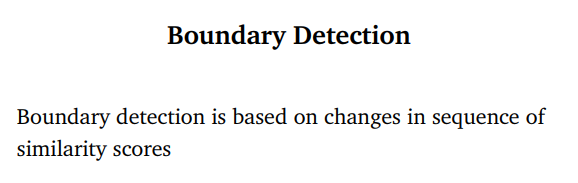 Boundary Detection
Boundary detection is based on changes in sequence of
similarity scores